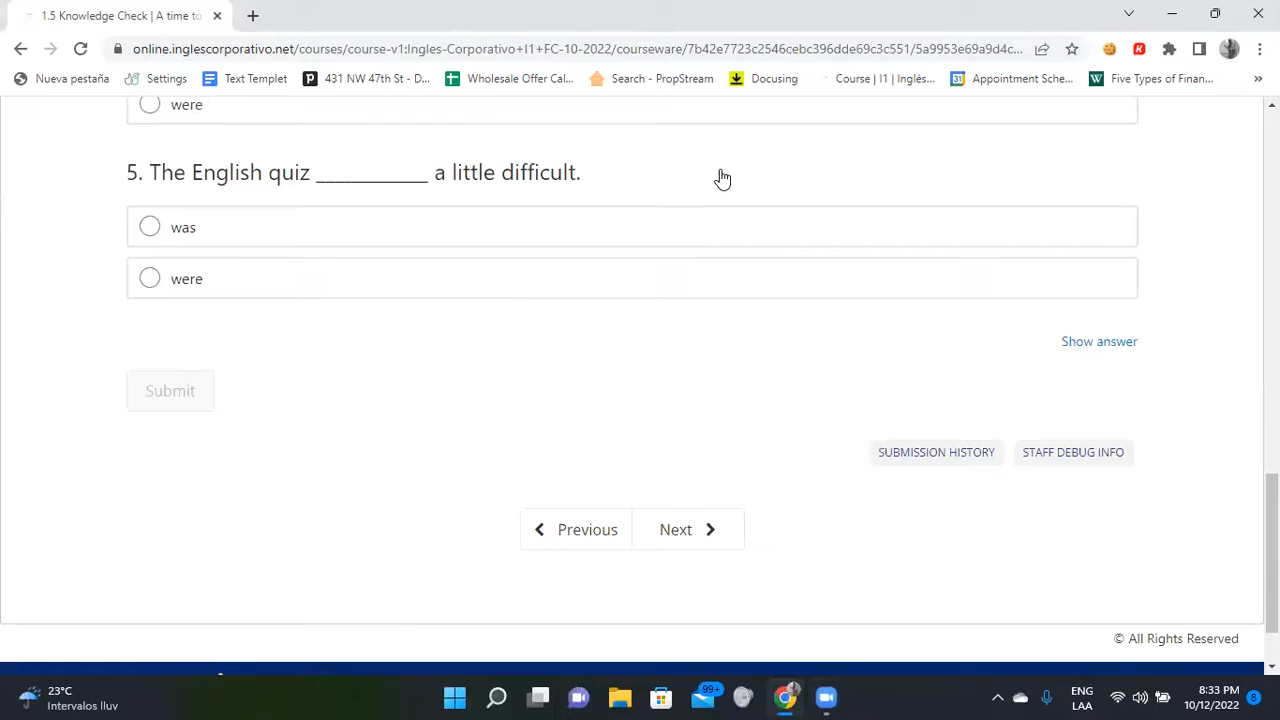 1.5 Knowledge Check | A time to
online.inglescorporativo.net/courses/course-v1:Ingles-Corporativo+I1+FC-10-2022/courseware/7b42e7723c2546cebc396dde69c3c551/5a9953e69a9d4c...
Nueva pestaña Settings Text Templet 431 NW 47th St - D... Wholesale Offer Cal... Search - PropStream Docusing Course | I1 | Inglés... Appointment Sche... Five Types of Finan... »
were
5. The English quiz ____________ a little difficult.
was
were
Show answer
Submit
SUBMISSION HISTORY STAFF DEBUG INFO
Previous Next
© All Rights Reserved
23°C
Intervalos lluv
99+
ENG
LAA
8:33 PM
10/12/2022
8